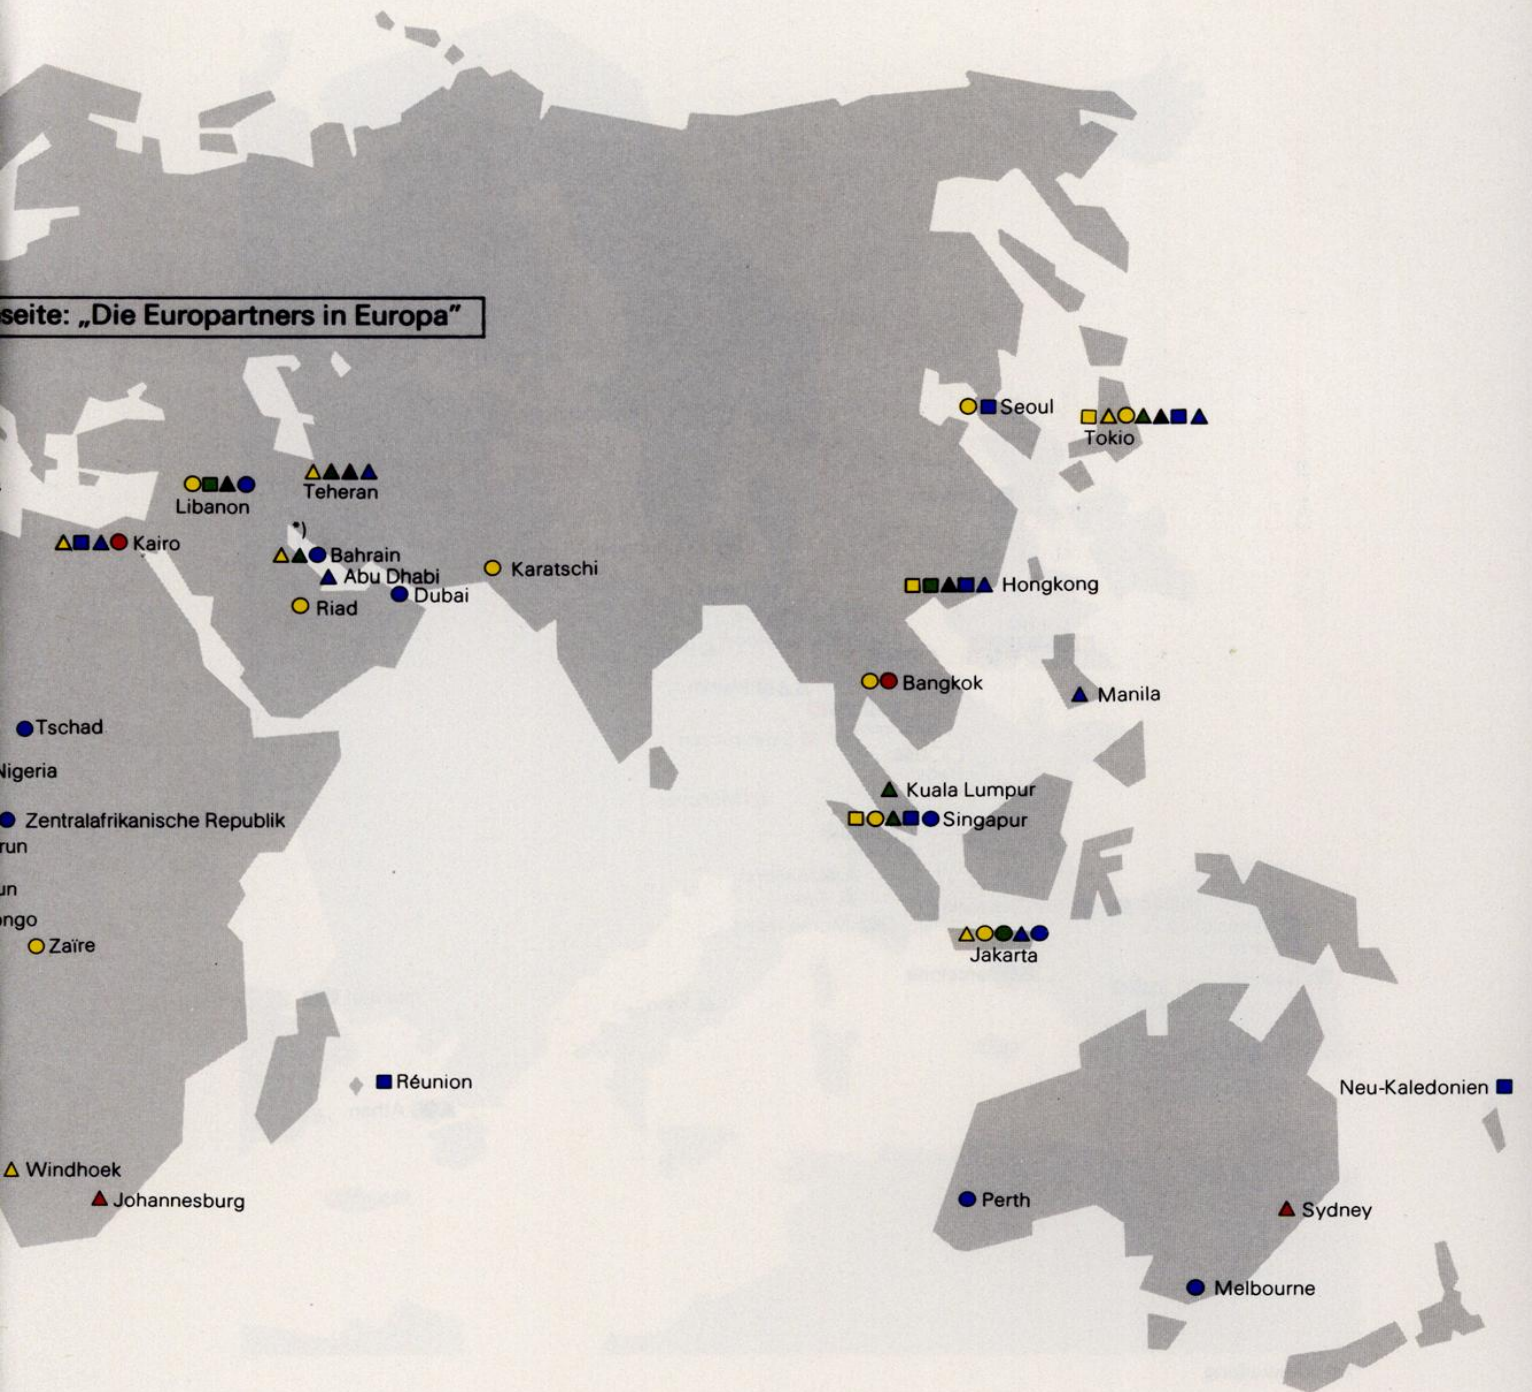 seite: „Die Europartners in Europa”
Seoul
Tokio
Teheran
Libanon
*)
Kairo
Bahrain
Karatschi
Abu Dhabi
Hongkong
Dubai
Riad
Bangkok
Manila
Tschad
Nigeria
Kuala Lumpur
Zentralafrikanische Republik
Singapur
run
un
ongo
Zaïre
Jakarta
Réunion
Neu-Kaledonien
Windhoek
Johannesburg
Perth
Sydney
Melbourne